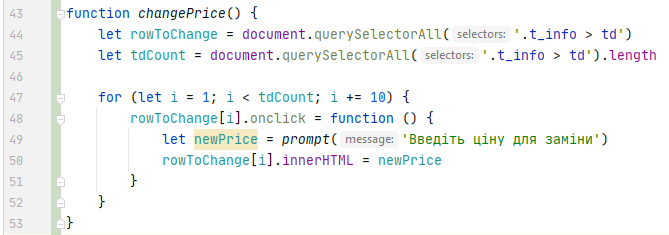 43 function changePrice() {
44 let rowToChange = document.querySelectorAll( selectors: '.t_info > td')
45 let tdCount = document.querySelectorAll( selectors: '.t_info > td').length
46
47 for (let i = 1; i < tdCount; i += 10) {
48 rowToChange[i].onclick = function () {
49 let newPrice = prompt( message: 'Введіть ціну для заміни')
50 rowToChange[i].innerHTML = newPrice
51 }
52 }
53 }